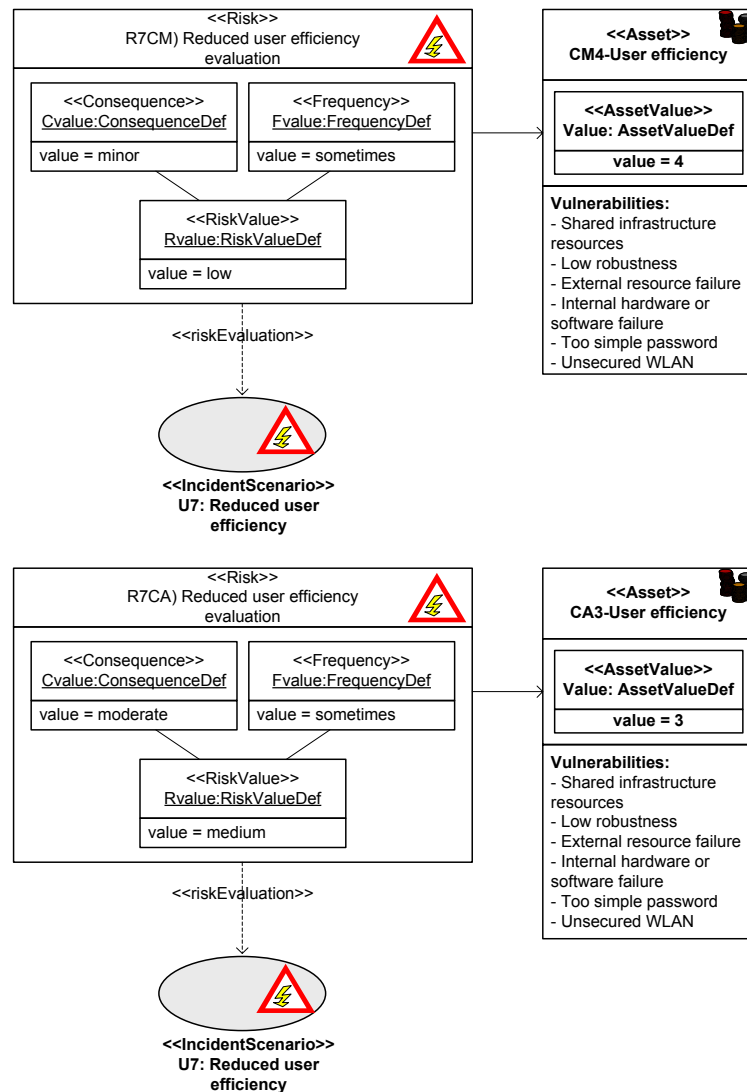 <<Risk>>
R7CM) Reduced user efficiency
evaluation
<<Consequence>>
Cvalue:ConsequenceDef
value = minor
<<Frequency>>
Fvalue:FrequencyDef
value = sometimes
<<RiskValue>>
Rvalue:RiskValueDef
value = low
<<Asset>>
CM4-User efficiency
<<AssetValue>>
Value: AssetValueDef
value = 4
Vulnerabilities:
- Shared infrastructure
resources
- Low robustness
- External resource failure
- Internal hardware or
software failure
- Too simple password
- Unsecured WLAN
<<riskEvaluation>>
<<IncidentScenario>>
U7: Reduced user
efficiency
<<Risk>>
R7CA) Reduced user efficiency
evaluation
<<Consequence>>
Cvalue:ConsequenceDef
value = moderate
<<Frequency>>
Fvalue:FrequencyDef
value = sometimes
<<RiskValue>>
Rvalue:RiskValueDef
value = medium
<<Asset>>
CA3-User efficiency
<<AssetValue>>
Value: AssetValueDef
value = 3
Vulnerabilities:
- Shared infrastructure
resources
- Low robustness
- External resource failure
- Internal hardware or
software failure
- Too simple password
- Unsecured WLAN
<<riskEvaluation>>
<<IncidentScenario>>
U7: Reduced user
efficiency